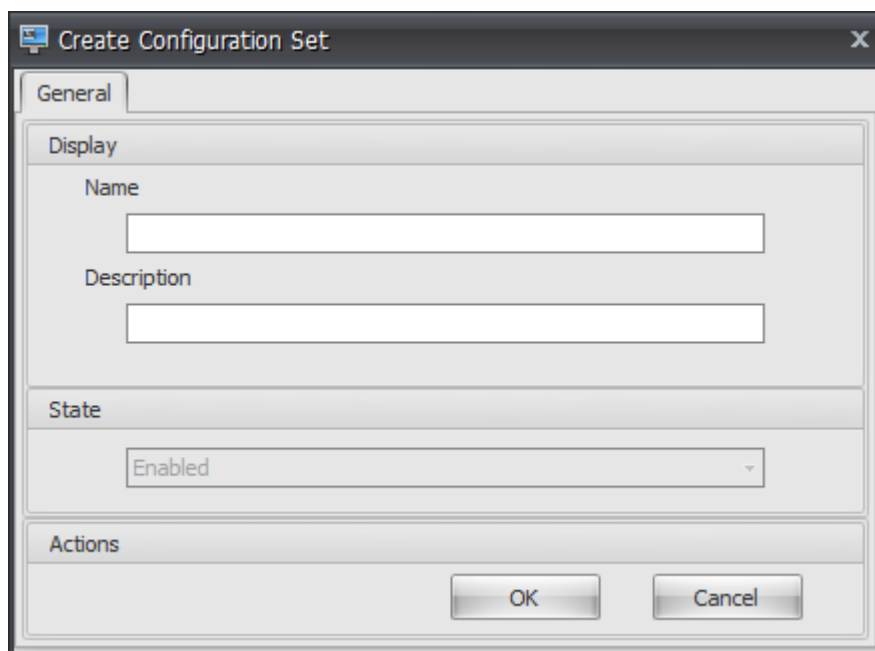 Create Configuration Set
General
Display
Name
Description
State
Enabled
Actions
OK Cancel